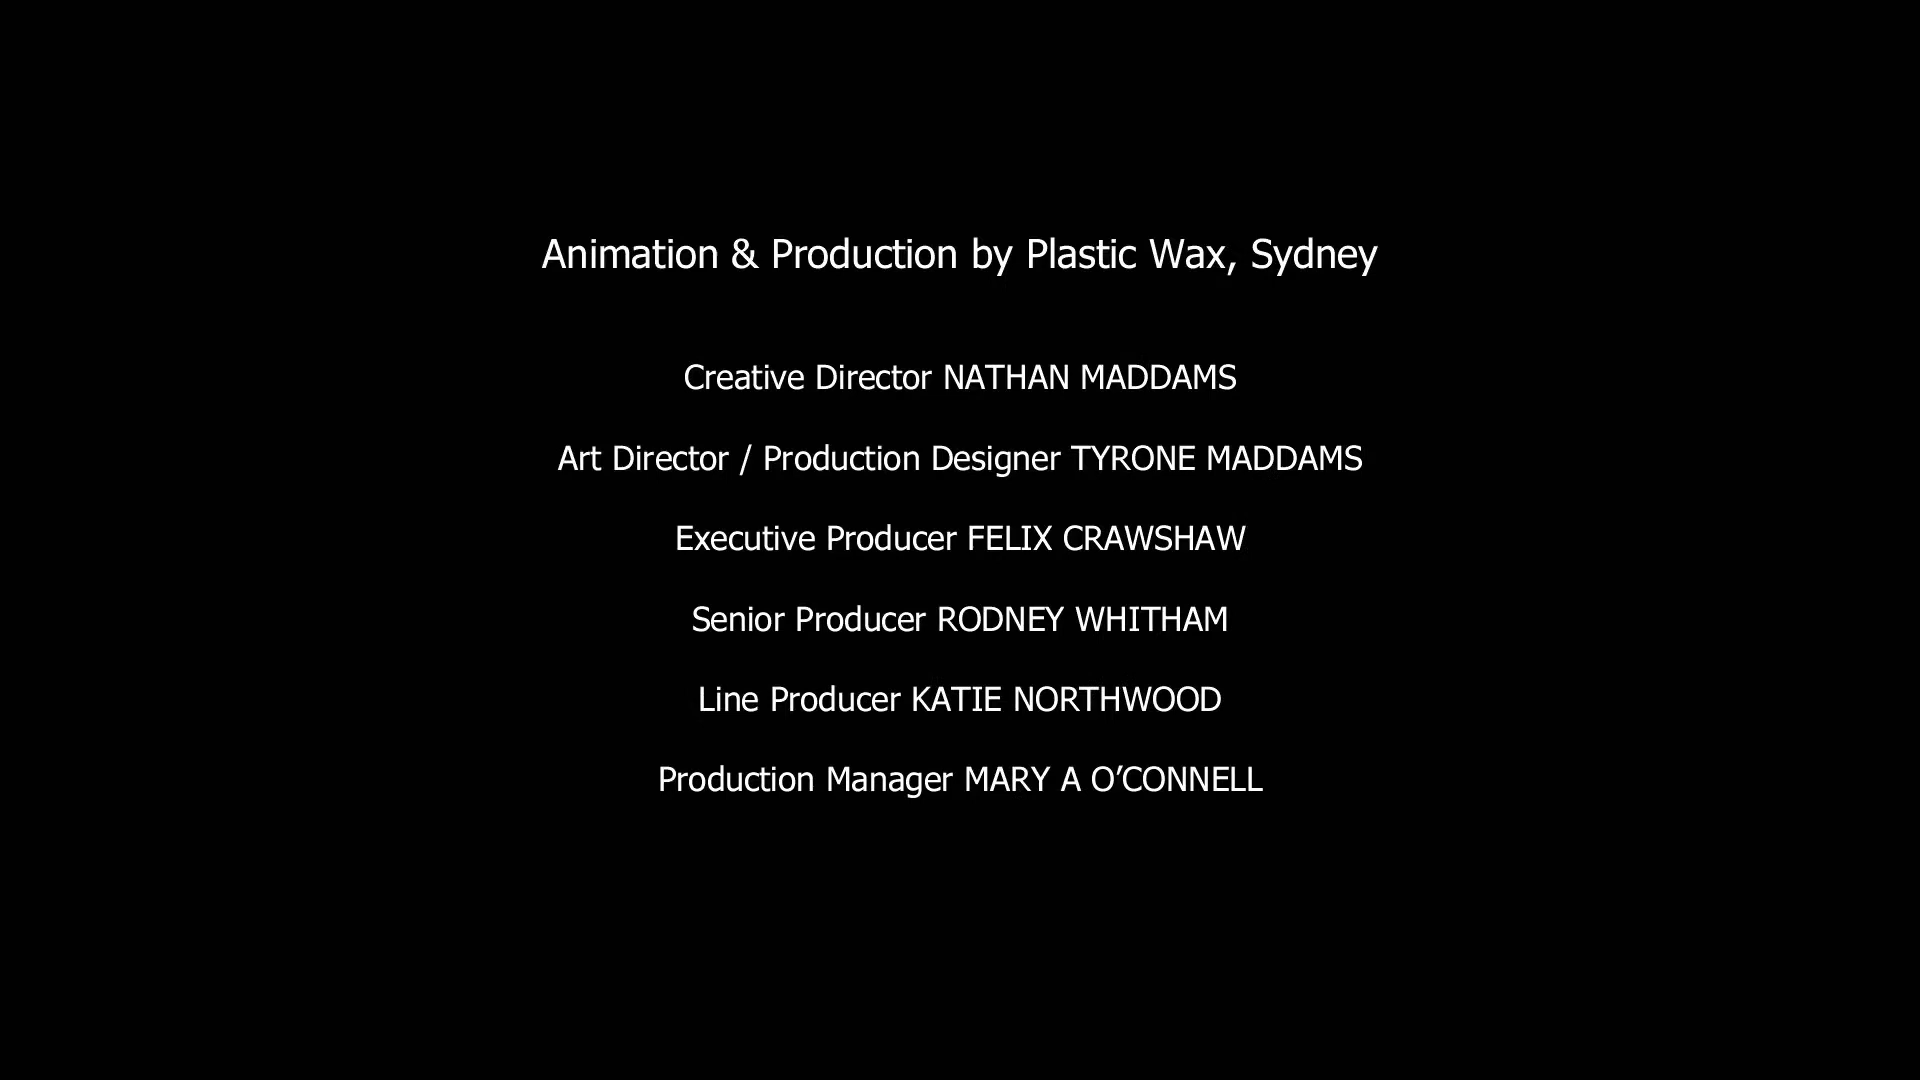 Animation & Production by Plastic Wax, Sydney
Creative Director NATHAN MADDAMS
Art Director / Production Designer TYRONE MADDAMS
Executive Producer FELIX CRAWSHAW
Senior Producer RODNEY WHITHAM
Line Producer KATIE NORTHWOOD
Production Manager MARY A O’CONNELL